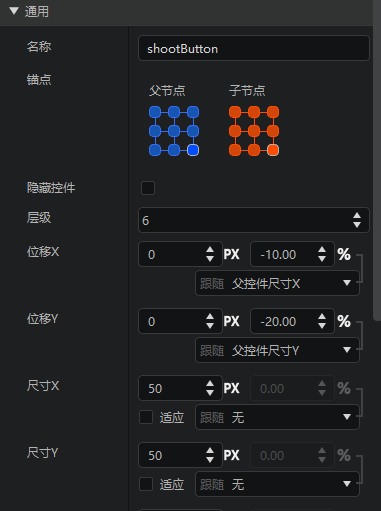 通用
名称 shootButton
锚点
父节点 子节点
隐藏控件
层级 6
位移X 0 PX -10.00 %
跟随 父控件尺寸X
位移Y 0 PX -20.00 %
跟随 父控件尺寸Y
尺寸X 50 PX 0.00 %
适应 跟随 无
尺寸Y 50 PX 0.00 %
适应 跟随 无